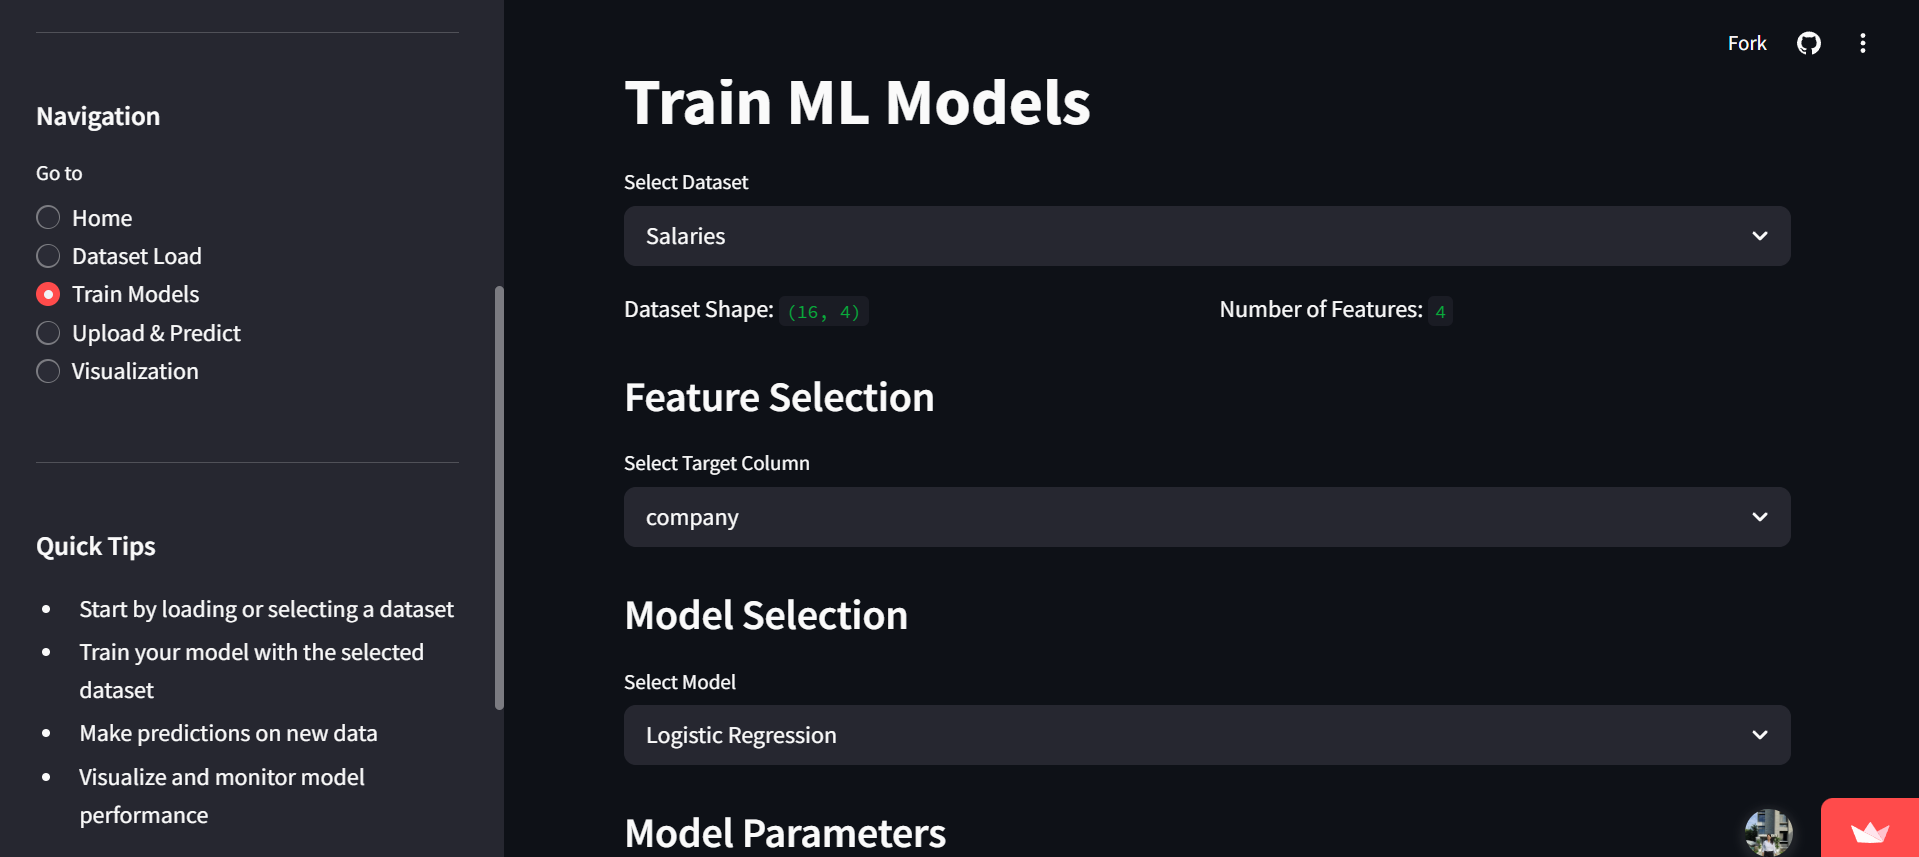 Navigation
Go to
Home
Dataset Load
Train Models
Upload & Predict
Visualization
Quick Tips
• Start by loading or selecting a dataset
• Train your model with the selected
dataset
• Make predictions on new data
• Visualize and monitor model
performance
Fork
Train ML Models
Select Dataset
Salaries
Dataset Shape: (16, 4)
Number of Features: 4
Feature Selection
Select Target Column
company
Model Selection
Select Model
Logistic Regression
Model Parameters